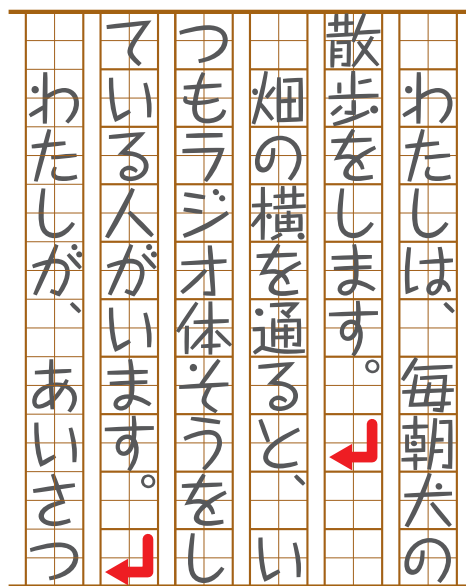 わたしは、毎朝犬の
散歩をします。
畑の横を通ると、い
つもラジオ体そうをし
ている人がいます。
わたしが、あいさつ